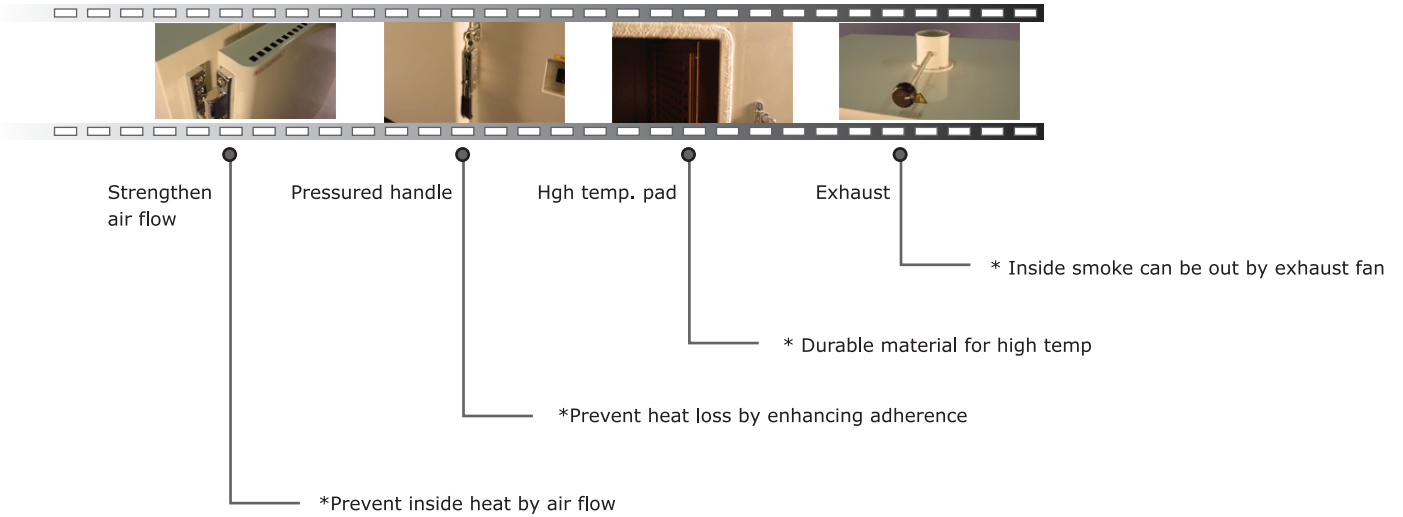 Strengthen
air flow
Pressured handle
Hgh temp. pad
Exhaust
* Inside smoke can be out by exhaust fan
* Durable material for high temp
*Prevent heat loss by enhancing adherence
*Prevent inside heat by air flow